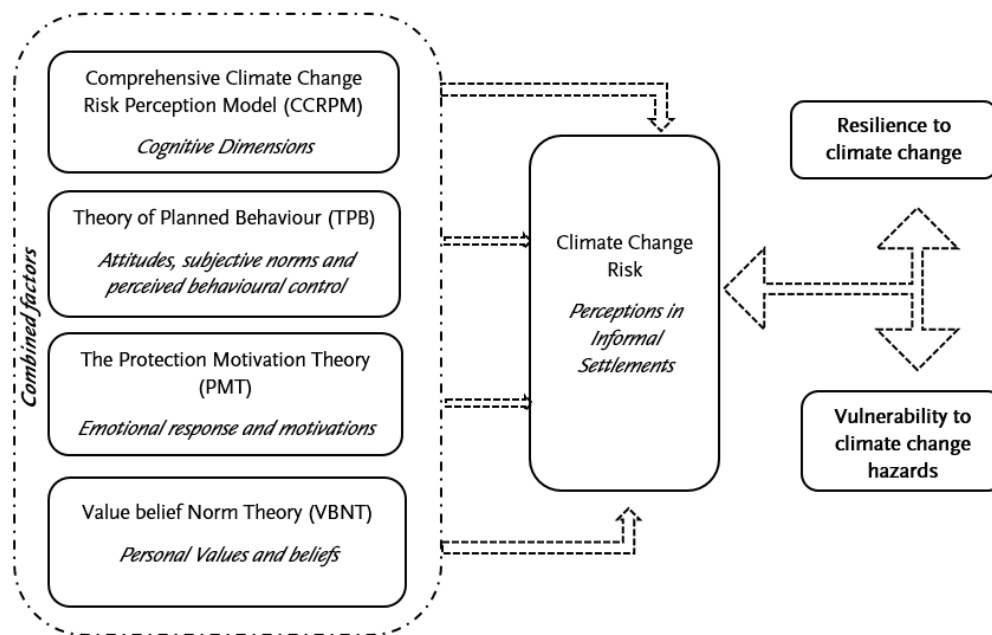 Combined factors
Comprehensive Climate Change
Risk Perception Model (CCRPM)
Cognitive Dimensions
Theory of Planned Behaviour (TPB)
Attitudes, subjective norms and
perceived behavioural control
The Protection Motivation Theory
(PMT)
Emotional response and motivations
Value belief Norm Theory (VBNT)
Personal Values and beliefs
Climate Change
Risk
Perceptions in
Informal
Settlements
Resilience to
climate change
Vulnerability to
climate change
hazards